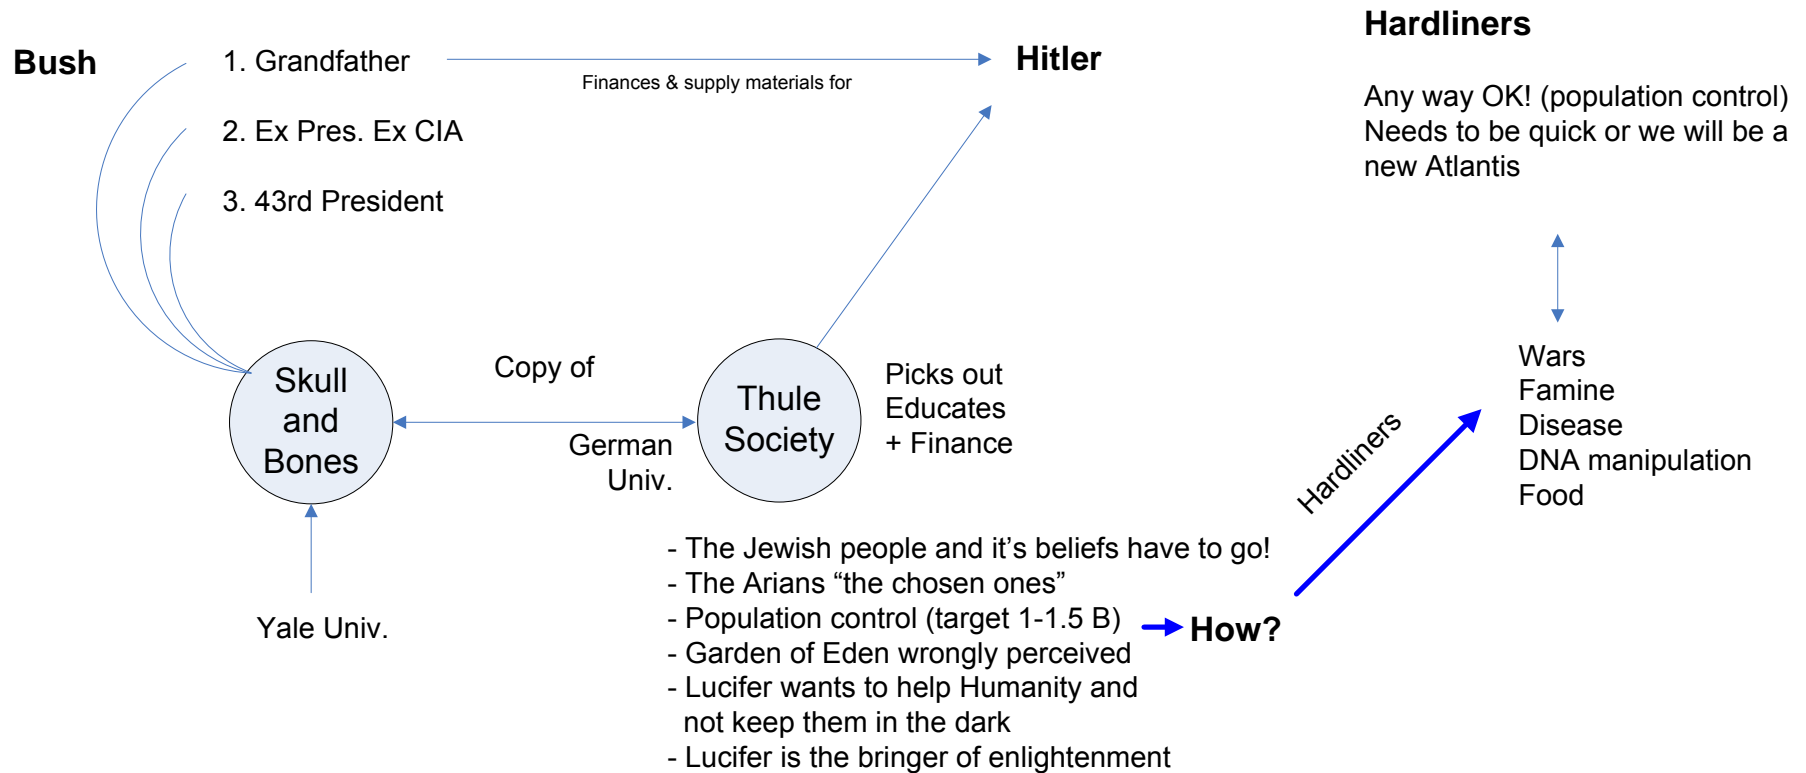 Bush
1. Grandfather
2. Ex Pres. Ex CIA
3. 43rd President
Finances & supply materials for
Hitler
Hardliners
Any way OK! (population control)
Needs to be quick or we will be a
new Atlantis
Skull
and
Bones
Copy of
German
Univ.
Thule
Society
Picks out
Educates
+ Finance
Yale Univ.
- The Jewish people and it's beliefs have to go!
- The Arians “the chosen ones”
- Population control (target 1-1.5 B)
- Garden of Eden wrongly perceived
- Lucifer wants to help Humanity and
not keep them in the dark
- Lucifer is the bringer of enlightenment
How?
Hardliners
Wars
Famine
Disease
DNA manipulation
Food